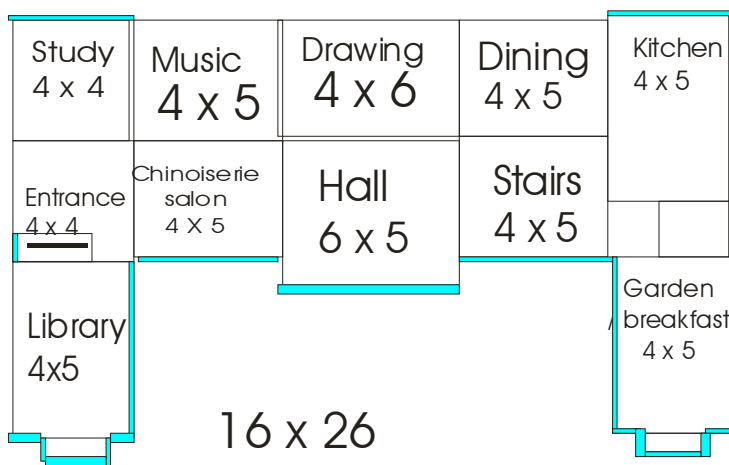 Study
4 x 4
Music
4 x 5
Drawing
4 x 6
Dining
4 x 5
Kitchen
4 x 5
Entrance
4 x 4
Chinoiserie
salon
4 X 5
Hall
6 x 5
Stairs
4 x 5
Library
4x5
Garden
/ breakfast
4 x 5
16 x 26